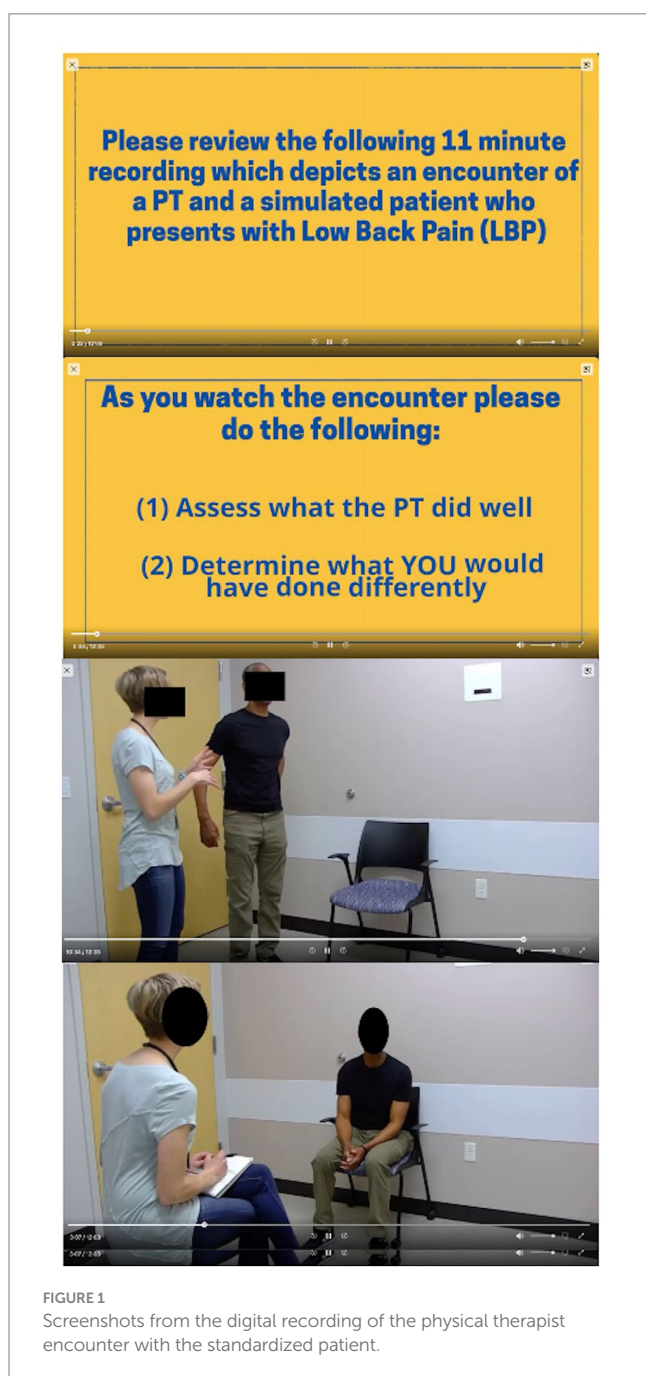 Please review the following 11 minute
recording which depicts an encounter of
a PT and a simulated patient who
presents with Low Back Pain (LBP)
As you watch the encounter please
do the following:
(1) Assess what the PT did well
(2) Determine what YOU would
have done differently
FIGURE 1
Screenshots from the digital recording of the physical therapist
encounter with the standardized patient.